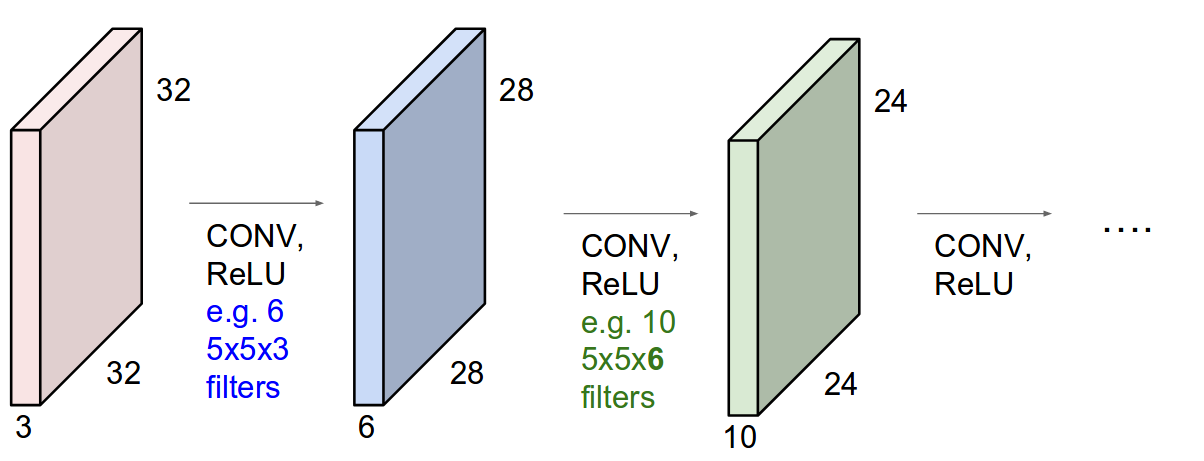 32
32
3
CONV,
ReLU
e.g. 6
5x5x3
filters
28
28
6
CONV,
ReLU
e.g. 10
5x5x6
filters
24
24
10
CONV,
ReLU
....